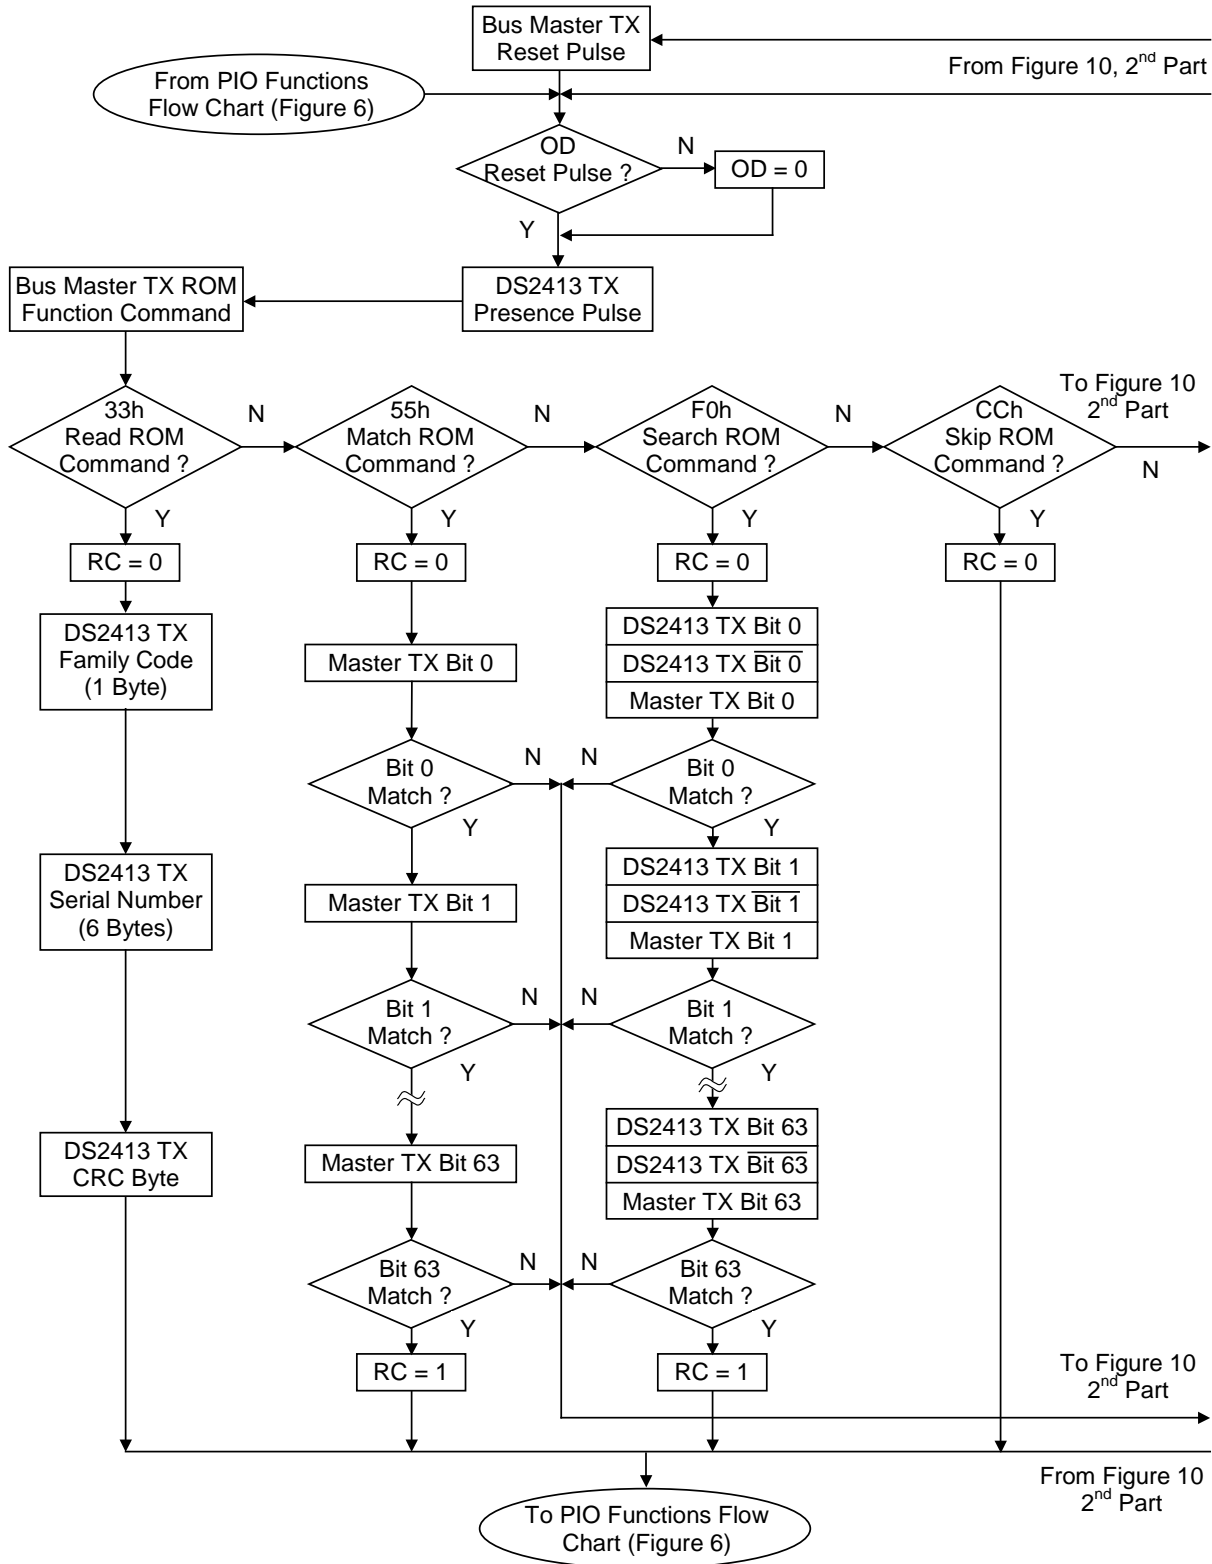 Bus Master TX
Reset Pulse
From Figure 10, 2nd Part
From PIO Functions
Flow Chart (Figure 6)
OD
Reset Pulse ?
N
OD = 0
Y
Bus Master TX ROM
Function Command
DS2413 TX
Presence Pulse
33h
Read ROM
Command ?
N
55h
Match ROM
Command ?
N
F0h
Search ROM
Command ?
N
CCh
Skip ROM
Command ?
To Figure 10
2nd Part
N
Y
Y
Y
Y
RC = 0
RC = 0
RC = 0
RC = 0
DS2413 TX
Family Code
(1 Byte)
Master TX Bit 0
DS2413 TX Bit 0
DS2413 TX B̅i̅t̅ ̅0̅
Master TX Bit 0
Bit 0
Match ?
N
N
Bit 0
Match ?
Y
Y
DS2413 TX
Serial Number
(6 Bytes)
Master TX Bit 1
DS2413 TX Bit 1
DS2413 TX B̅i̅t̅ ̅1̅
Master TX Bit 1
Bit 1
Match ?
N
N
Bit 1
Match ?
Y
Y
DS2413 TX
CRC Byte
Master TX Bit 63
DS2413 TX Bit 63
DS2413 TX B̅i̅t̅ ̅6̅3̅
Master TX Bit 63
Bit 63
Match ?
N
N
Bit 63
Match ?
Y
Y
RC = 1
RC = 1
To Figure 10
2nd Part
From Figure 10
2nd Part
To PIO Functions Flow
Chart (Figure 6)